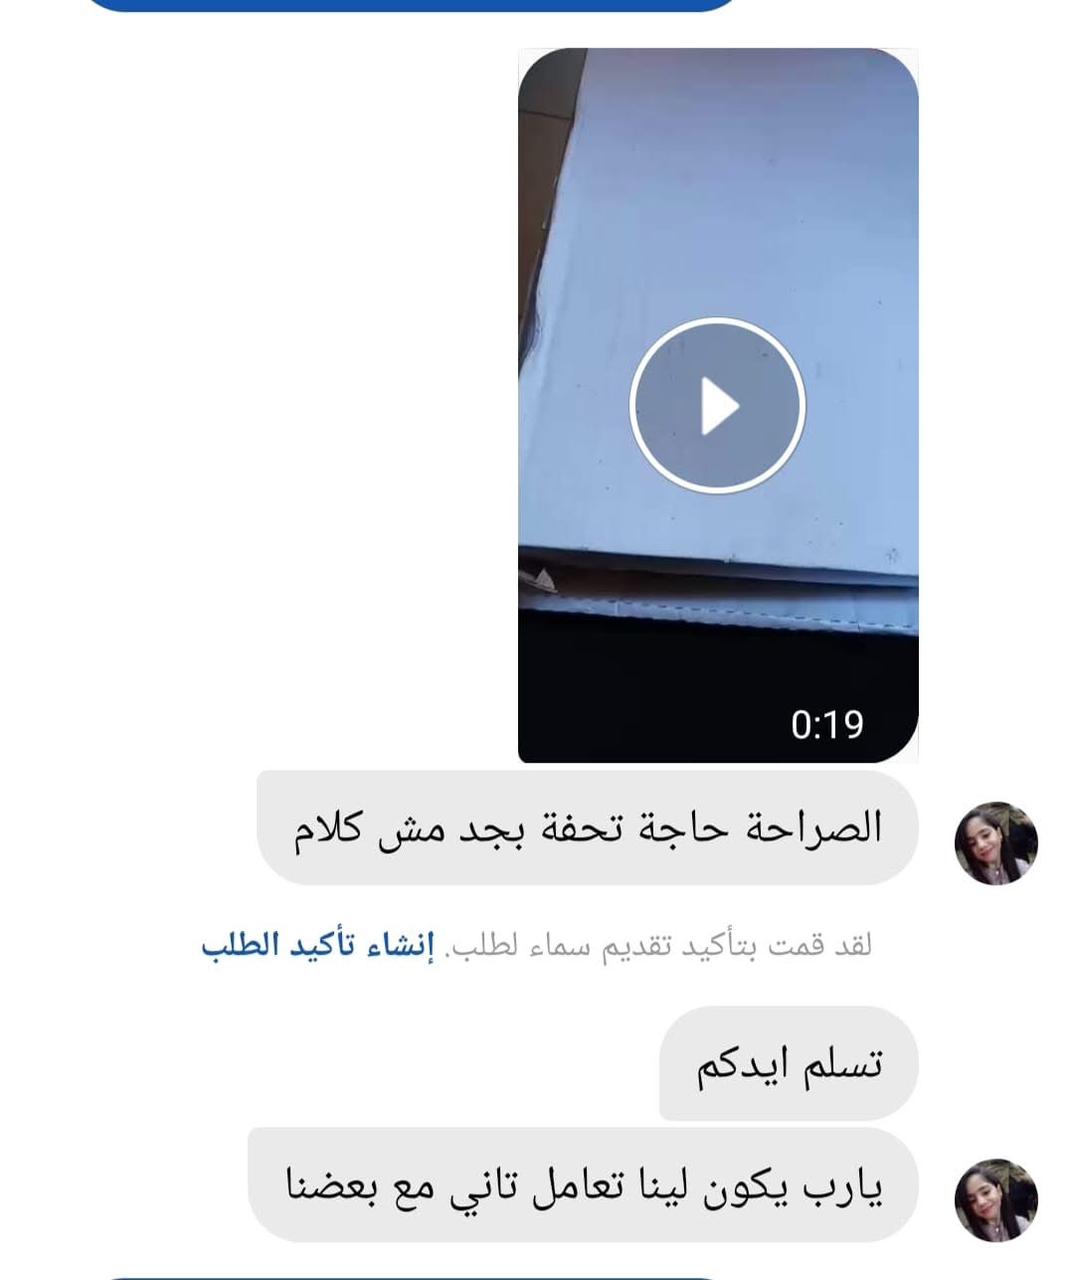 0:19
الصراحة حاجة تحفة بجد مش كلام
لقد قمت بتأكيد تقديم سماء لطلب. إنشاء تأكيد الطلب
تسلم ايدكم
يارب يكون لينا تعامل تاني مع بعضنا